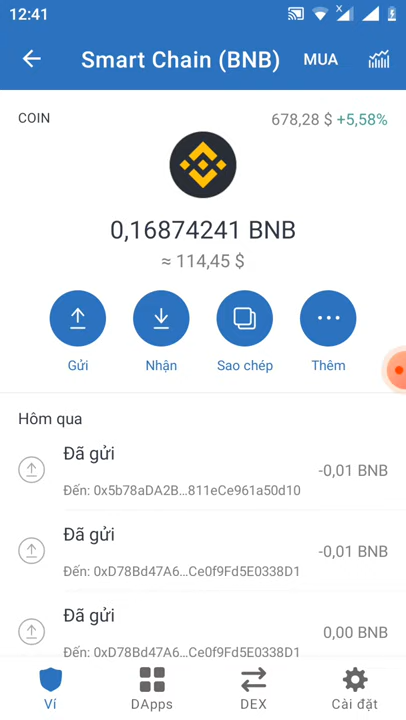 12:41
Smart Chain (BNB)
MUA
COIN
678,28 $ +5,58%
0,16874241 BNB
≈ 114,45 $
Gửi
Nhận
Sao chép
Thêm
Hôm qua
Đã gửi
-0,01 BNB
Đến: 0x5b78aDA2B...811eCe961a50d10
Đã gửi
-0,01 BNB
Đến: 0xD78Bd47A6...Ce0f9Fd5E0338D1
Đã gửi
0,00 BNB
Đến: 0xD78Bd47A6...Ce0f9Fd5E0338D1
Ví
DApps
DEX
Cài đặt